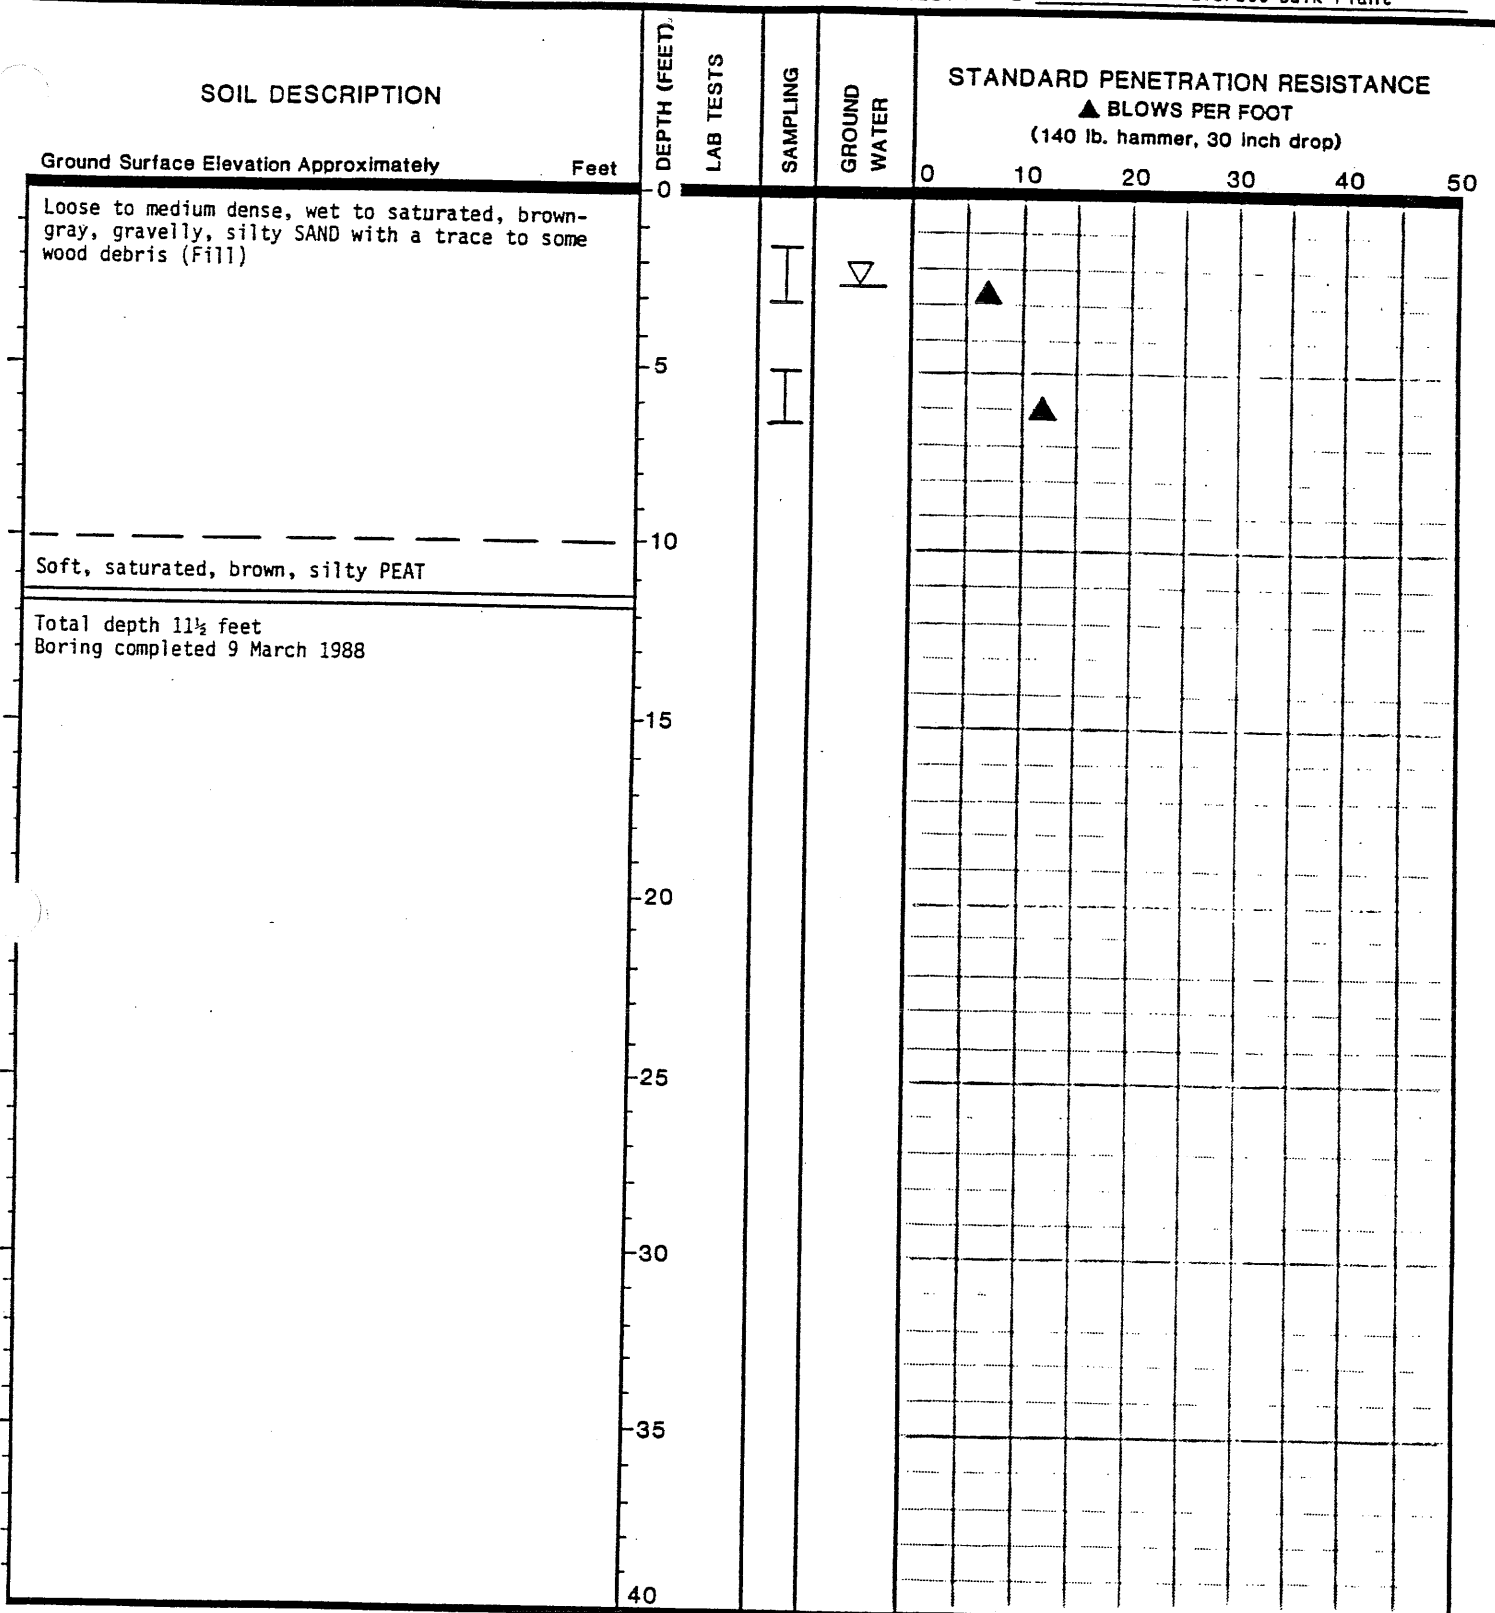 SOIL DESCRIPTION
Ground Surface Elevation Approximately Feet
DEPTH (FEET)
LAB TESTS
SAMPLING
GROUND
WATER
STANDARD PENETRATION RESISTANCE
▲ BLOWS PER FOOT
(140 lb. hammer, 30 inch drop)
0 10 20 30 40 50
0
Loose to medium dense, wet to saturated, brown-
gray, gravelly, silty SAND with a trace to some
wood debris (Fill)
5
10
Soft, saturated, brown, silty PEAT
Total depth 11½ feet
Boring completed 9 March 1988
15
20
25
30
35
40